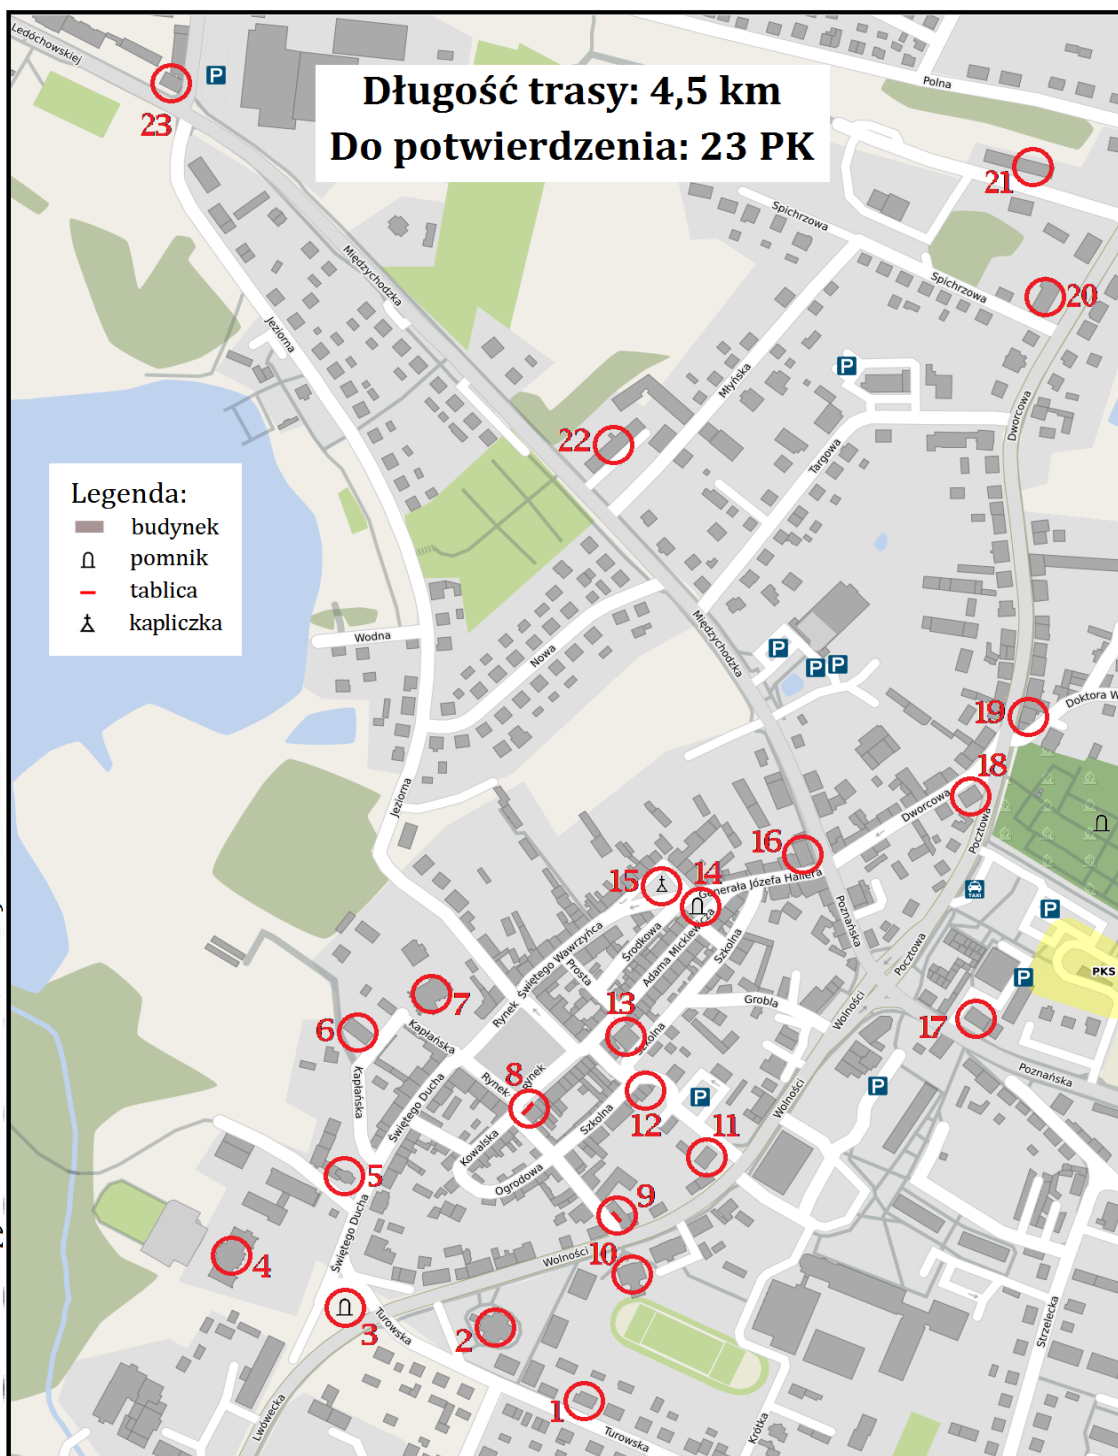 Ledóchowskiej
P
23
Długość trasy: 4,5 km
Do potwierdzenia: 23 PK
Polna
21
Spichrzowa
Spichrzowa
20
Międzychodzka
Jeziorna
Młyńska
P
Dworcowa
22
Targowa
Legenda:
budynek
pomnik
tablica
kapliczka
Wodna
Nowa
Międzychodzka
P
P
P
19
Doktora W
18
Jeziorna
Dworcowa
Pocztowa
16
15
14
Generała Józefa Hallera
TAXI
P
Poznańska
Środkowa
Adama Mickiewicza
Szkolna
Rynek
Świętego Wawrzyńca
Prosta
Pocztowa
PKS
P
7
6
Kapłańska
13
Szkolna
Grobla
Wolności
17
Poznańska
Kapłańska
8
Rynek
Rynek
P
Świętego Ducha
Szkolna
12
11
Wolności
Kowalska
Ogrodowa
5
9
Świętego Ducha
4
Wolności
10
3
Turowska
2
Strzelecka
1
Lwówecka
Turowska
Krótka